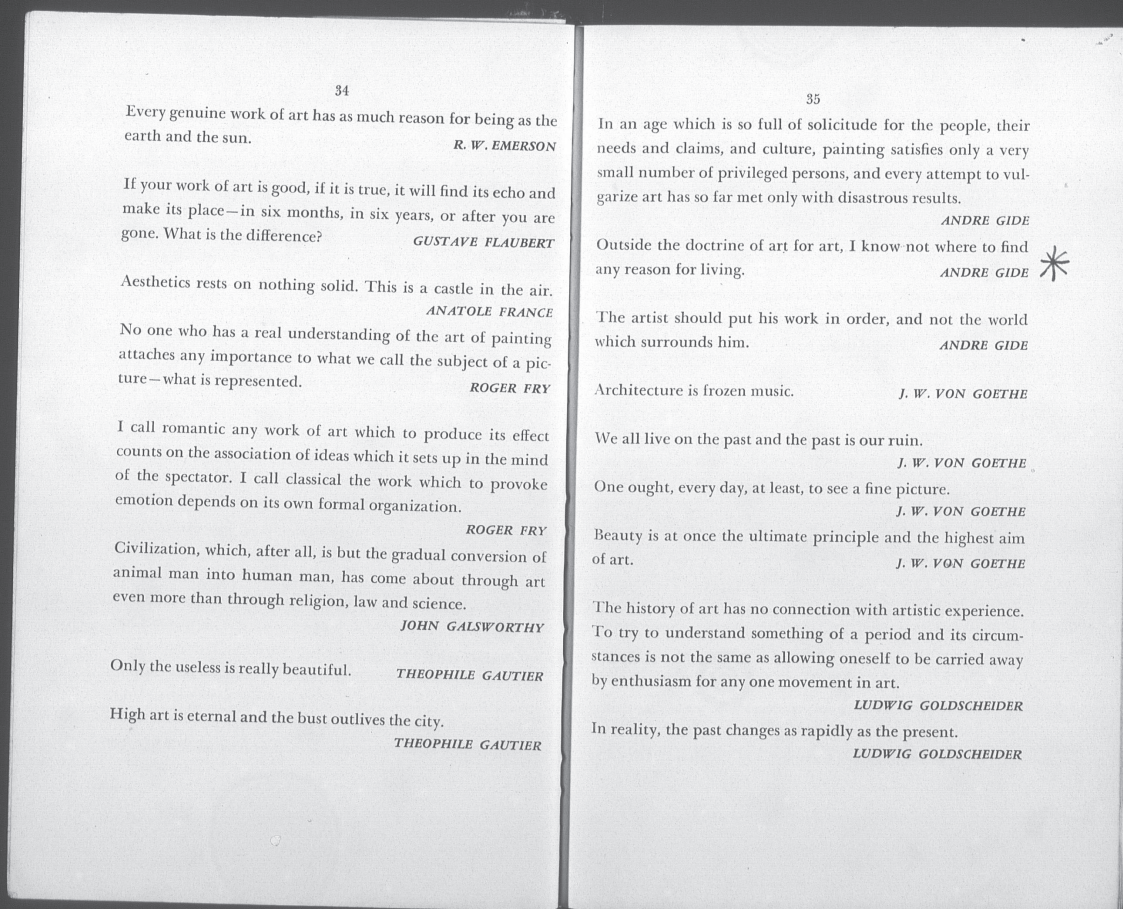 34
Every genuine work of art has as much reason for being as the
earth and the sun. R. W. EMERSON
If your work of art is good, if it is true, it will find its echo and
make its place—in six months, in six years, or after you are
gone. What is the difference? GUSTAVE FLAUBERT
Aesthetics rests on nothing solid. This is a castle in the air.
ANATOLE FRANCE
No one who has a real understanding of the art of painting
attaches any importance to what we call the subject of a pic-
ture—what is represented. ROGER FRY
I call romantic any work of art which to produce its effect
counts on the association of ideas which it sets up in the mind
of the spectator. I call classical the work which to provoke
emotion depends on its own formal organization.
ROGER FRY
Civilization, which, after all, is but the gradual conversion of
animal man into human man, has come about through art
even more than through religion, law and science.
JOHN GALSWORTHY
Only the useless is really beautiful. THEOPHILE GAUTIER
High art is eternal and the bust outlives the city.
THEOPHILE GAUTIER
35
In an age which is so full of solicitude for the people, their
needs and claims, and culture, painting satisfies only a very
small number of privileged persons, and every attempt to vul-
garize art has so far met only with disastrous results.
ANDRE GIDE
Outside the doctrine of art for art, I know not where to find
any reason for living. ANDRE GIDE
The artist should put his work in order, and not the world
which surrounds him. ANDRE GIDE
Architecture is frozen music. J. W. VON GOETHE
We all live on the past and the past is our ruin.
J. W. VON GOETHE
One ought, every day, at least, to see a fine picture.
J. W. VON GOETHE
Beauty is at once the ultimate principle and the highest aim
of art. J. W. VON GOETHE
The history of art has no connection with artistic experience.
To try to understand something of a period and its circum-
stances is not the same as allowing oneself to be carried away
by enthusiasm for any one movement in art.
LUDWIG GOLDSCHEIDER
In reality, the past changes as rapidly as the present.
LUDWIG GOLDSCHEIDER